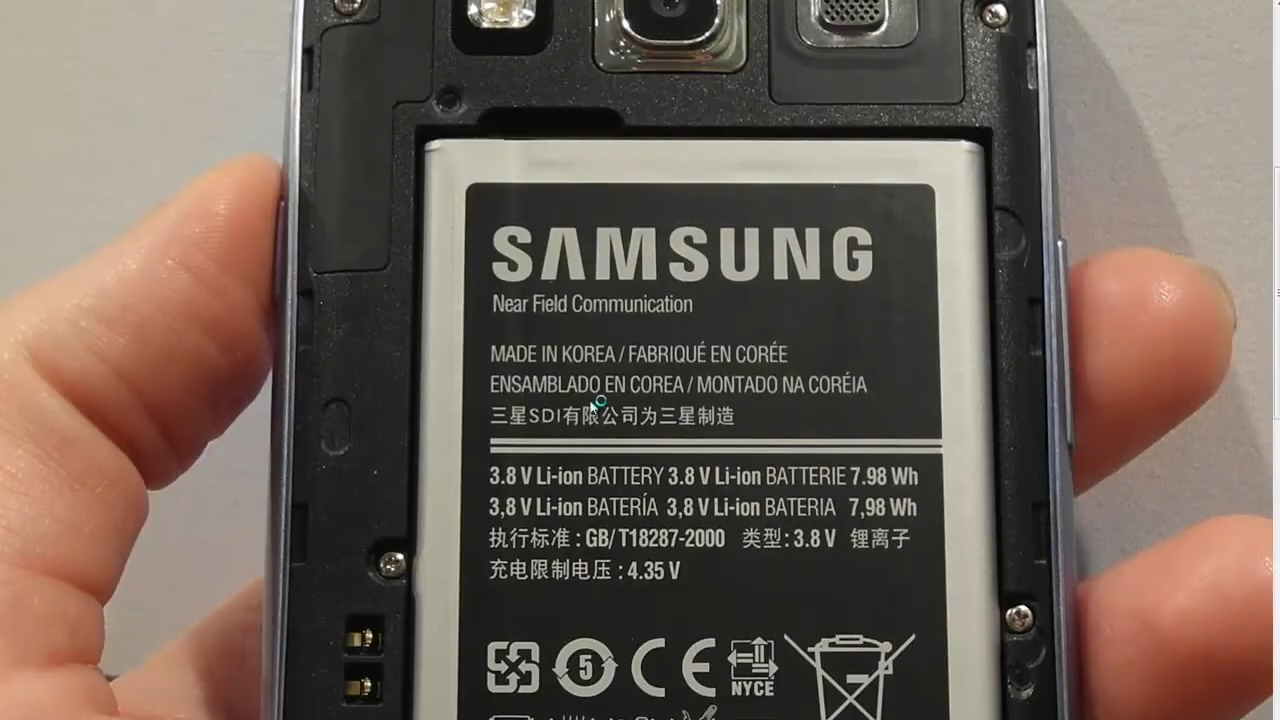 SAMSUNG
Near Field Communication
MADE IN KOREA / FABRIQUÉ EN CORÉE
ENSAMBLADO EN COREA / MONTADO NA CORÉIA
三星SDI有限公司为三星制造
3.8 V Li-ion BATTERY 3.8 V Li-ion BATTERIE 7.98 Wh
3,8 V Li-ion BATERÍA 3,8 V Li-ion BATERIA 7,98 Wh
执行标准 : GB/T18287-2000 类型: 3.8 V 锂离子
充电限制电压 : 4.35 V
5 CE NYCE